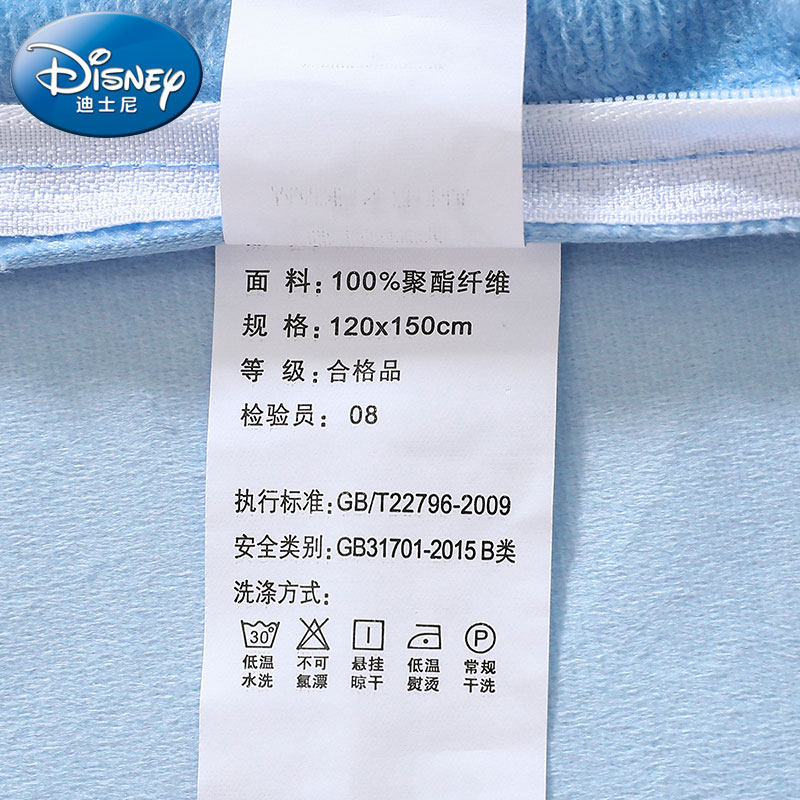 Disney
迪士尼
面 料: 100%聚酯纤维
规 格: 120x150cm
等 级: 合格品
检验员: 08
执行标准: GB/T22796-2009
安全类别: GB31701-2015 B类
洗涤方式:
30°
P
低温 不可 悬挂 低温 常规
水洗 氯漂 晾干 熨烫 干洗